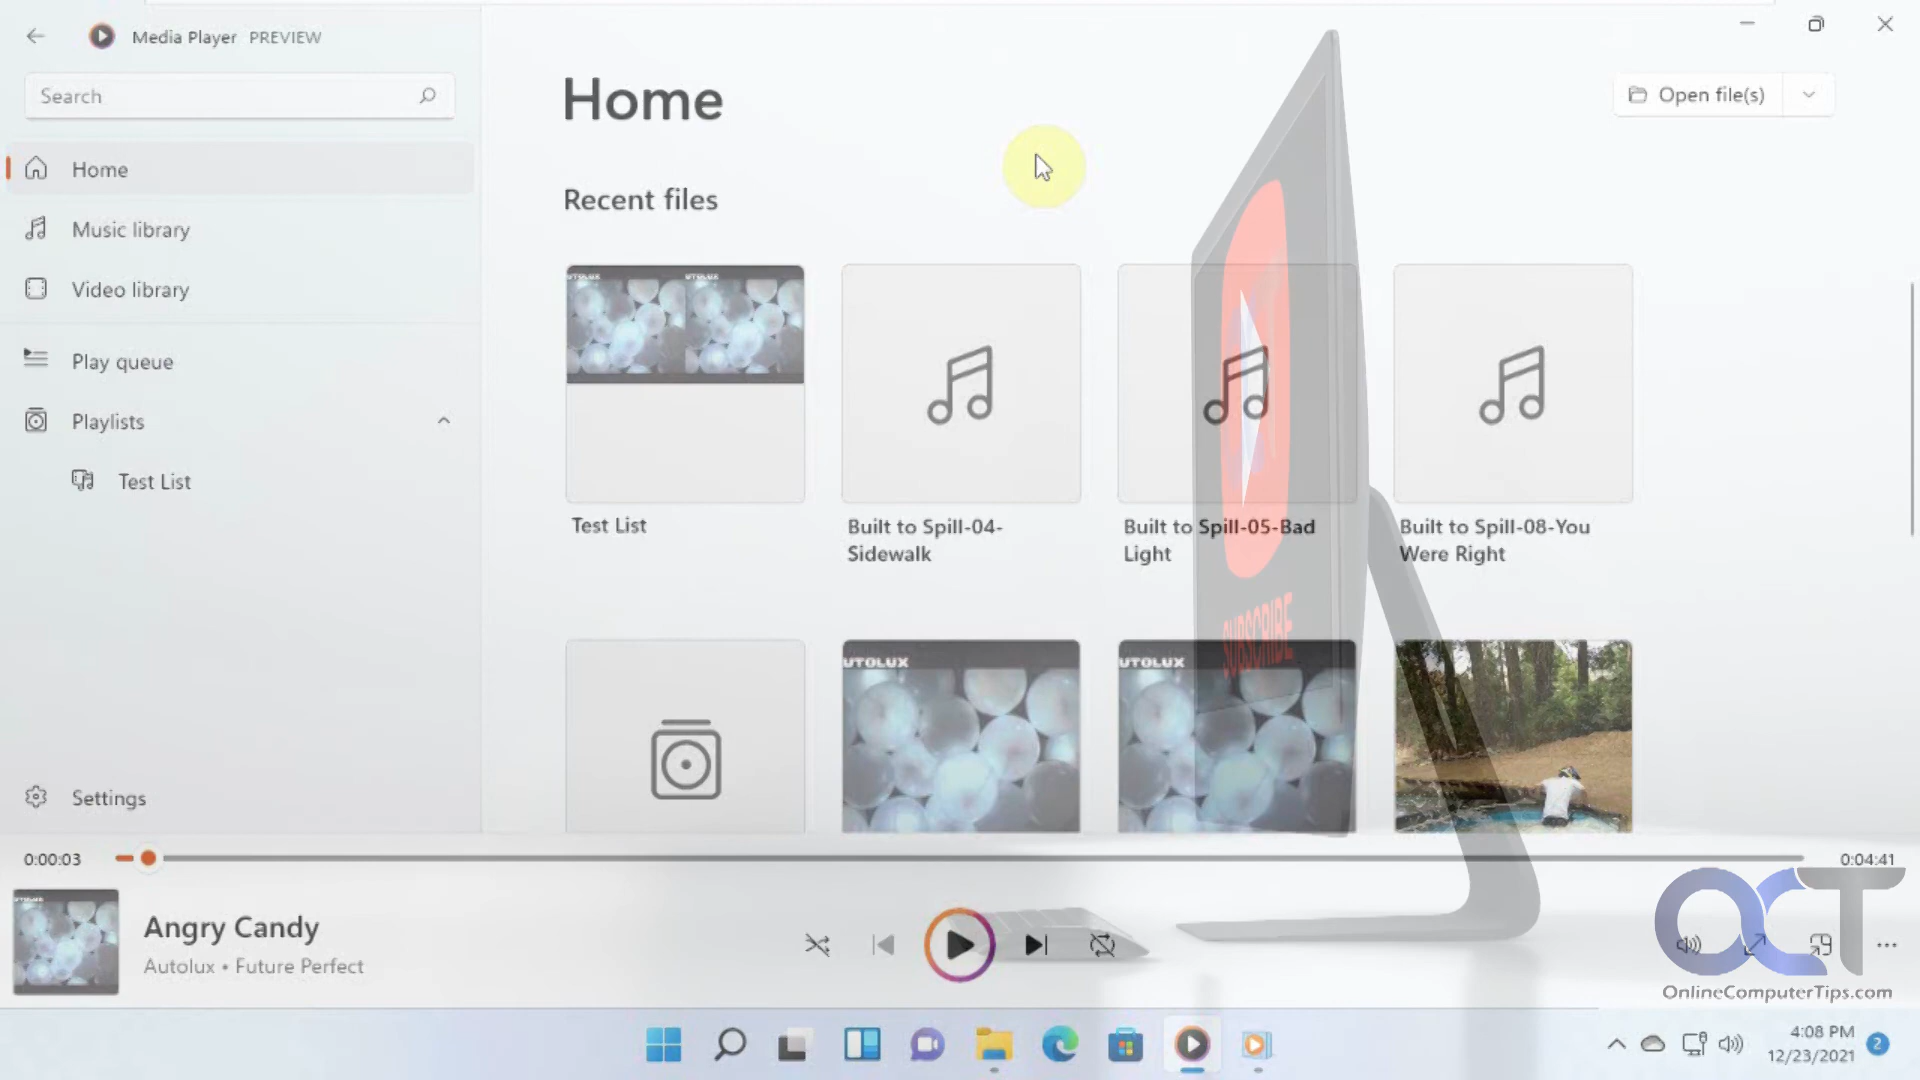 Media Player PREVIEW
Search
Home
Music library
Video library
Play queue
Playlists
Test List
Settings
Home
Open file(s)
Recent files
UTOLUX UTOLUX
Test List
Built to Spill-04-
Sidewalk
Built to Spill-05-Bad
Light
Built to Spill-08-You
Were Right
SUBSCRIBE
UTOLUX
UTOLUX
0:00:03
0:04:41
Angry Candy
Autolux • Future Perfect
OCT
OnlineComputerTips.com
4:08 PM
12/23/2021
2